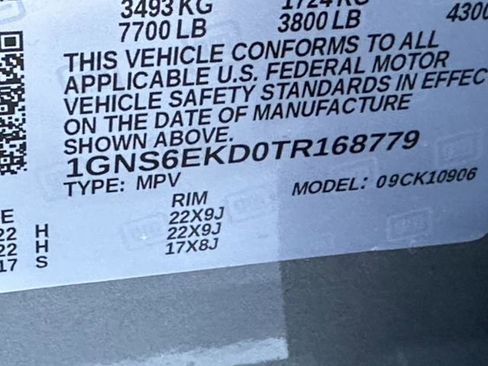 3493 KG
7700 LB 3800 LB 4300
THIS VEHICLE CONFORMS TO ALL
APPLICABLE U.S. FEDERAL MOTOR
VEHICLE SAFETY STANDARDS IN EFFEC
ON THE DATE OF MANUFACTURE
SHOWN ABOVE.
1GNS6EKD0TR168779
TYPE: MPV MODEL: 09CK10906
E RIM
22 H 22X9J
22 H 22X9J
17 S 17X8J